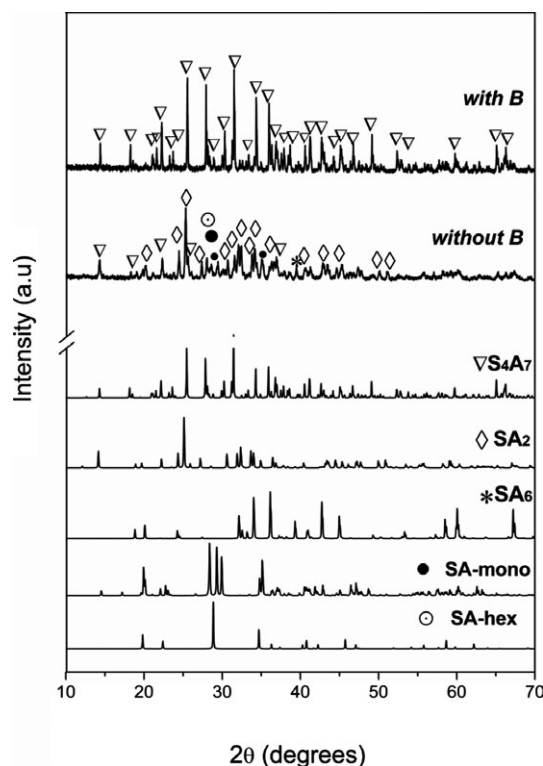 with B
without B
Intensity (a.u)
▽S4A7
◇SA2
*SA6
● SA-mono
⊙ SA-hex
10 20 30 40 50 60 70
2θ (degrees)